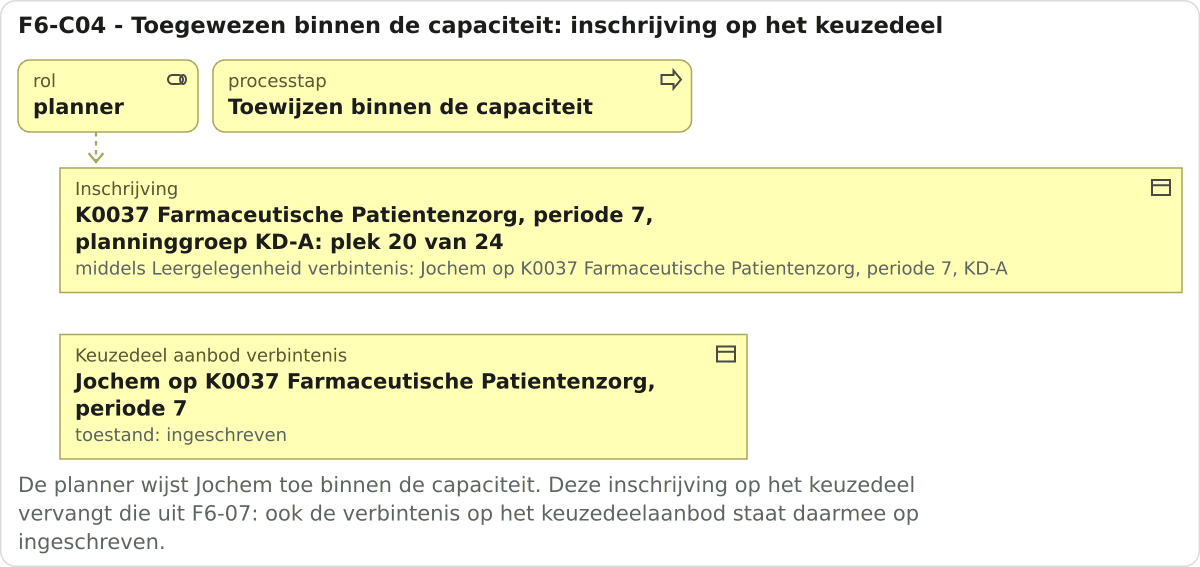 F6-C04 - Toegewezen binnen de capaciteit: inschrijving op het keuzedeel
rol
planner
processtap
Toewijzen binnen de capaciteit
Inschrijving
K0037 Farmaceutische Patientenzorg, periode 7,
planninggroep KD-A: plek 20 van 24
middels Leergelegenheid verbintenis: Jochem op K0037 Farmaceutische Patientenzorg, periode 7, KD-A
Keuzedeel aanbod verbintenis
Jochem op K0037 Farmaceutische Patientenzorg,
periode 7
toestand: ingeschreven
De planner wijst Jochem toe binnen de capaciteit. Deze inschrijving op het keuzedeel
vervangt die uit F6-07: ook de verbintenis op het keuzedeelaanbod staat daarmee op
ingeschreven.